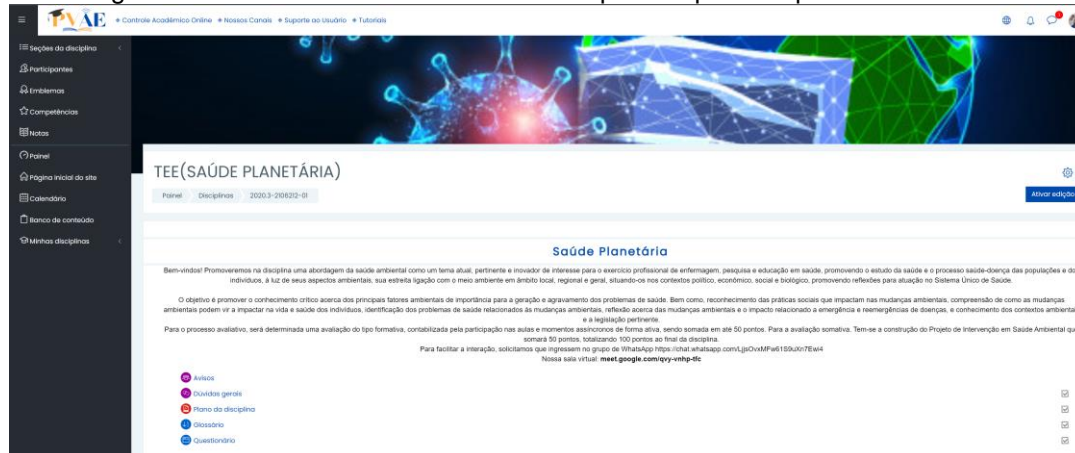 PVAE
Controle Acadêmico Online Nossos Canais Suporte ao Usuário Tutoriais
Seções da disciplina
Participantes
Emblemas
Competências
Notas
Painel
Página inicial do site
Calendário
Banco de conteúdo
Minhas disciplinas
TEE(SAÚDE PLANETÁRIA)
Painel Disciplinas 2020.3-2106212-01
Ativar edição
Saúde Planetária
Bem-vindos! Promoveremos na disciplina uma abordagem da saúde ambiental como um tema atual, pertinente e inovador de interesse para o exercício profissional de enfermagem, pesquisa e educação em saúde, promovendo o estudo da saúde e o processo saúde-doença das populações e do
indivíduos, à luz de seus aspectos ambientais, sua estreita ligação com o meio ambiente em âmbito local, regional e geral, situando-os nos contextos político, econômico, social e biológico, promovendo reflexões para atuação no Sistema Único de Saúde.
O objetivo é promover o conhecimento crítico acerca dos principais fatores ambientais de importância para a geração e agravamento dos problemas de saúde. Bem como, reconhecimento das práticas sociais que impactam nas mudanças ambientais, compreensão de como as mudanças
ambientais podem vir a impactar na vida e saúde dos indivíduos, identificação dos problemas de saúde relacionados às mudanças ambientais, reflexão acerca das mudanças ambientais e o impacto relacionado a emergência e reemergências de doenças, e conhecimento dos contextos ambienta
e a legislação pertinente.
Para o processo avaliativo, será determinada uma avaliação do tipo formativa, contabilizada pela participação nas aulas e momentos assíncronos de forma ativa, sendo somada em até 50 pontos. Para a avaliação somativa. Tem-se a construção do Projeto de Intervenção em Saúde Ambiental qu
somará 50 pontos, totalizando 100 pontos ao final da disciplina.
Para facilitar a interação, solicitamos que ingressem no grupo de WhatsApp https://chat.whatsapp.com/LjjsOvxMFw61S9uXn7Ewi4
Nossa sala virtual: meet.google.com/qvy-vnhp-tfc
Avisos
Dúvidas gerais
Plano da disciplina
Glossário
Questionário